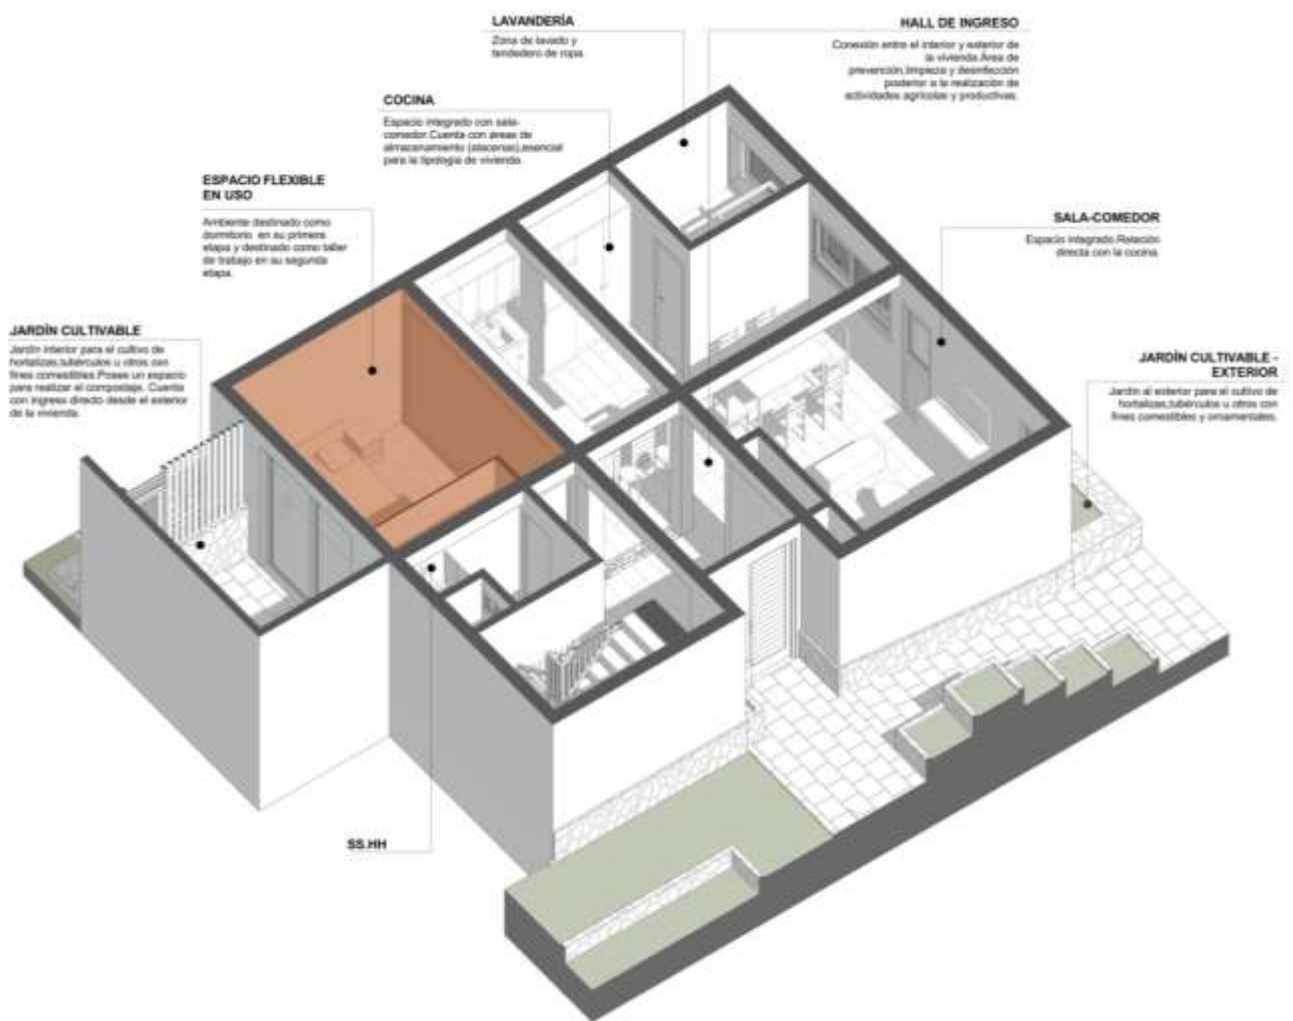 LAVANDERÍA
Zona de lavado y
tendedero de ropa.
HALL DE INGRESO
Conexión entre el interior y exterior de
la vivienda.Área de
prevención,limpieza y desinfección
posterior a la realización de
actividades agrícolas y productivas.
COCINA
Espacio integrado con sala-
comedor.Cuenta con áreas de
almacenamiento (alacenas),esencial
para la tipología de vivienda.
ESPACIO FLEXIBLE
EN USO
Ambiente destinado como
dormitorio en su primera
etapa y destinado como taller
de trabajo en su segunda
etapa.
SALA-COMEDOR
Espacio integrado.Relación
directa con la cocina.
JARDÍN CULTIVABLE
Jardín interior para el cultivo de
hortalizas,tubérculos u otros con
fines comestibles.Posee un espacio
para realizar el compostaje. Cuenta
con ingreso directo desde el exterior
de la vivienda.
JARDÍN CULTIVABLE -
EXTERIOR
Jardín al exterior para el cultivo de
hortalizas,tubérculos u otros con
fines comestibles y ornamentales.
SS.HH